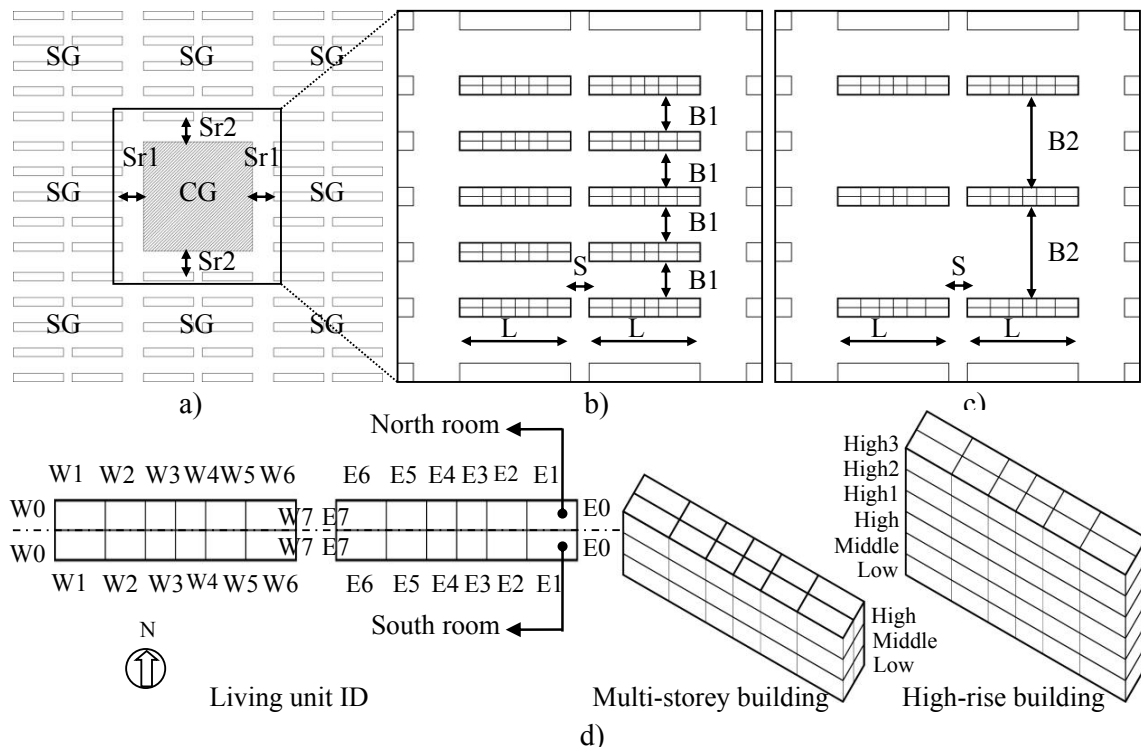 SG SG SG
Sr2
Sr1 Sr1
SG CG SG
Sr2
SG SG SG
a)
B1
B1
B1
S
B1
L L
b)
B2
S
B2
L L
c)
North room
W1 W2 W3 W4 W5 W6
E6 E5 E4 E3 E2 E1
W0 W7 E7 E0
W0 W7 E7 E0
W1 W2 W3 W4 W5 W6
E6 E5 E4 E3 E2 E1
South room
N
Living unit ID
High
Middle
Low
Multi-storey building
High3
High2
High1
High
Middle
Low
High-rise building
d)